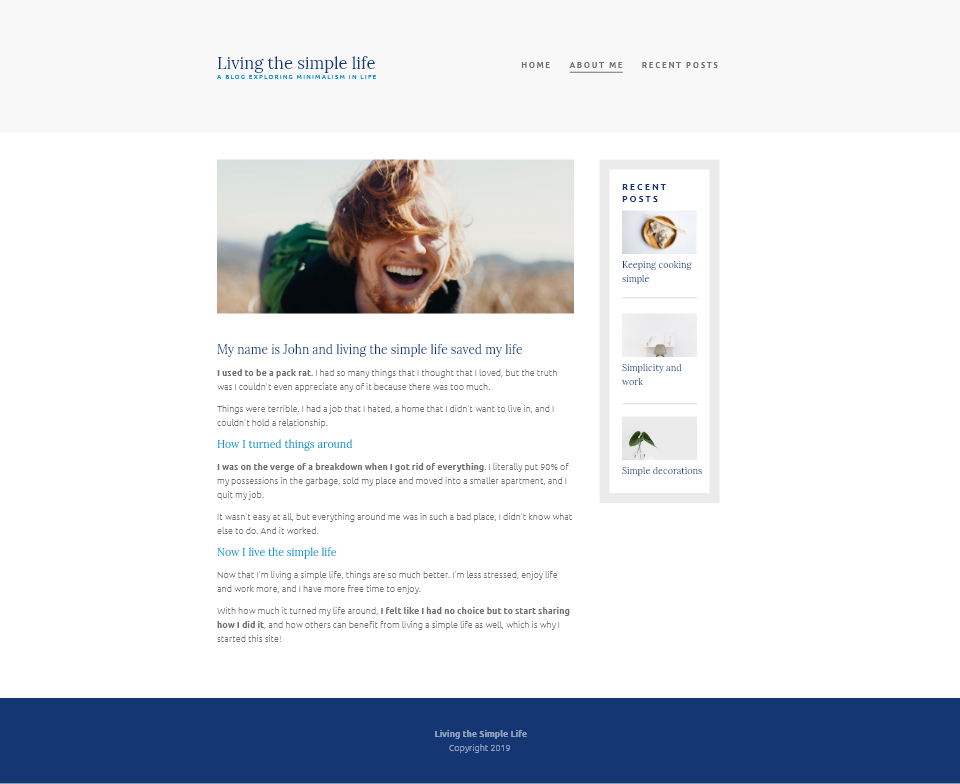 Living the simple life
A BLOG EXPLORING MINIMALISM IN LIFE
HOME ABOUT ME RECENT POSTS
My name is John and living the simple life saved my life
I used to be a pack rat. I had so many things that I thought that I loved, but the truth
was I couldn't even appreciate any of it because there was too much.
Things were terrible. I had a job that I hated, a home that I didn't want to live in, and I
couldn't hold a relationship.
How I turned things around
I was on the verge of a breakdown when I got rid of everything. I literally put 90% of
my possessions in the garbage, sold my place and moved into a smaller apartment, and I
quit my job.
It wasn't easy at all, but everything around me was in such a bad place, I didn't know what
else to do. And it worked.
Now I live the simple life
Now that I'm living a simple life, things are so much better. I'm less stressed, enjoy life
and work more, and I have more free time to enjoy.
With how much it turned my life around, I felt like I had no choice but to start sharing
how I did it, and how others can benefit from living a simple life as well, which is why I
started this site!
RECENT
POSTS
Keeping cooking
simple
Simplicity and
work
Simple decorations
Living the Simple Life
Copyright 2019